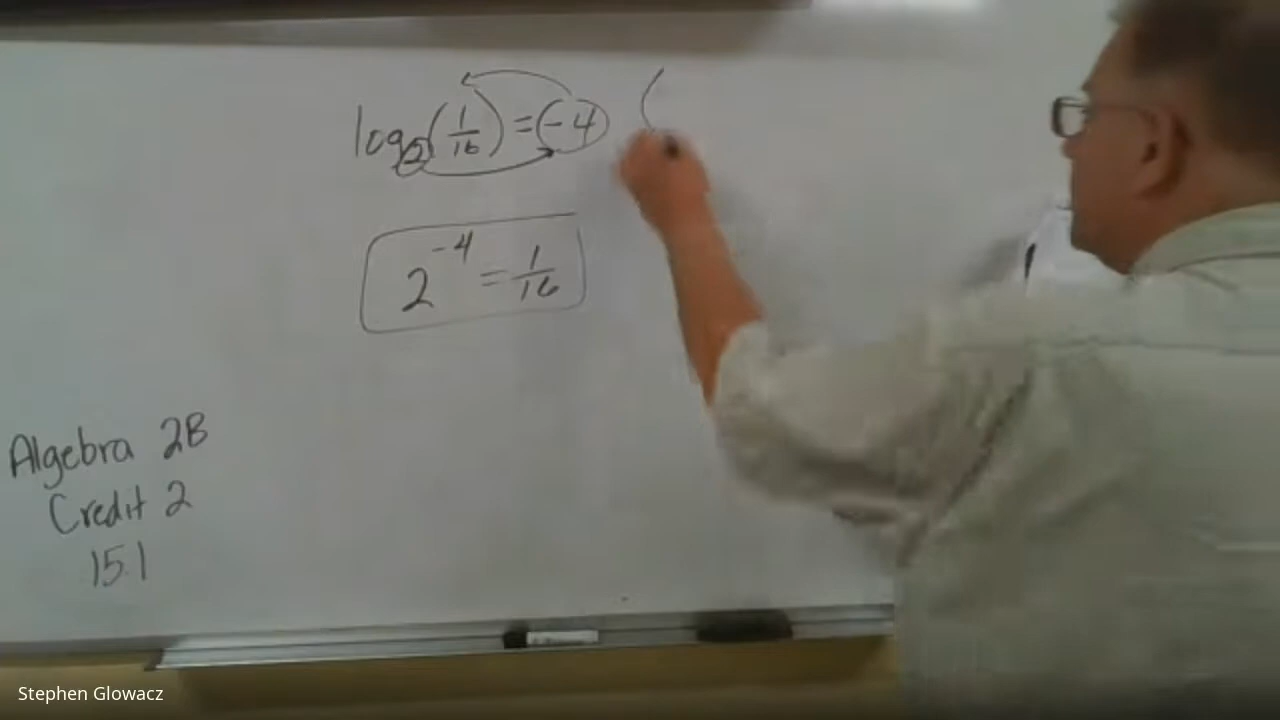 log₂(1/16) = (-4) (
2⁻⁴ = 1/16
Algebra 2B
Credit 2
15.1
Stephen Glowacz